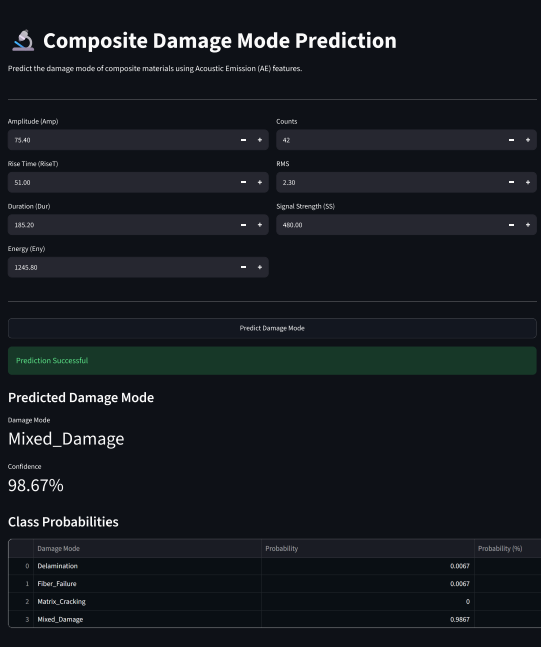 Composite Damage Mode Prediction
Predict the damage mode of composite materials using Acoustic Emission (AE) features.
Amplitude (Amp)
75.40
Counts
42
Rise Time (RiseT)
51.00
RMS
2.30
Duration (Dur)
185.20
Signal Strength (SS)
480.00
Energy (Eny)
1245.80
Predict Damage Mode
Prediction Successful
Predicted Damage Mode
Damage Mode
Mixed_Damage
Confidence
98.67%
Class Probabilities
Damage Mode Probability Probability (%)
0 Delamination 0.0067
1 Fiber_Failure 0.0067
2 Matrix_Cracking 0
3 Mixed_Damage 0.9867